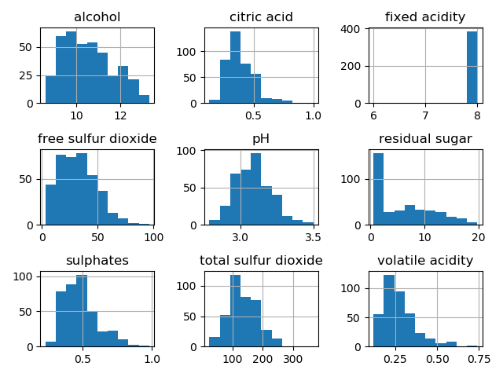 alcohol citric acid fixed acidity
50 25 0 100 50 0 400 200 0
10 12 0.5 1.0 6 7 8
free sulfur dioxide pH residual sugar
50 0 100 50 0 100 0
0 50 100 3.0 3.5 0 10 20
sulphates total sulfur dioxide volatile acidity
100 50 0 100 50 0 100 50 0
0.5 1.0 100 200 300 0.25 0.50 0.75